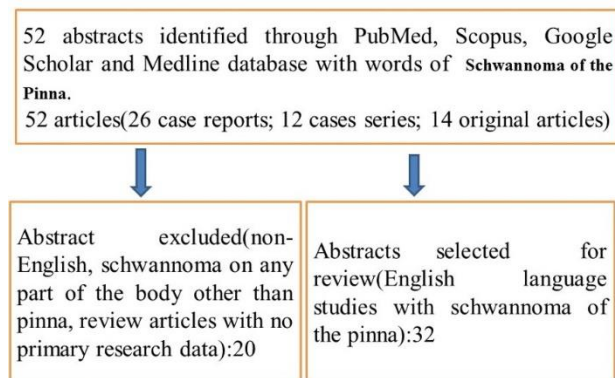 52 abstracts identified through PubMed, Scopus, Google
Scholar and Medline database with words of Schwannoma of the
Pinna.
52 articles(26 case reports; 12 cases series; 14 original articles)
Abstract excluded(non-
English, schwannoma on any
part of the body other than
pinna, review articles with no
primary research data):20
Abstracts selected for
review(English language
studies with schwannoma of
the pinna):32